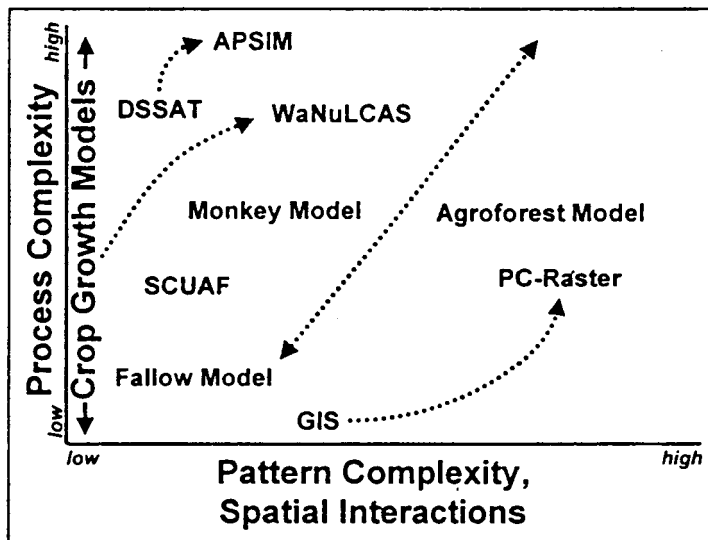 high
APSIM
DSSAT
WaNuLCAS
Process Complexity
Crop Growth Models
Monkey Model
Agroforest Model
SCUAF
PC-Raster
Fallow Model
GIS
low
low
high
Pattern Complexity,
Spatial Interactions